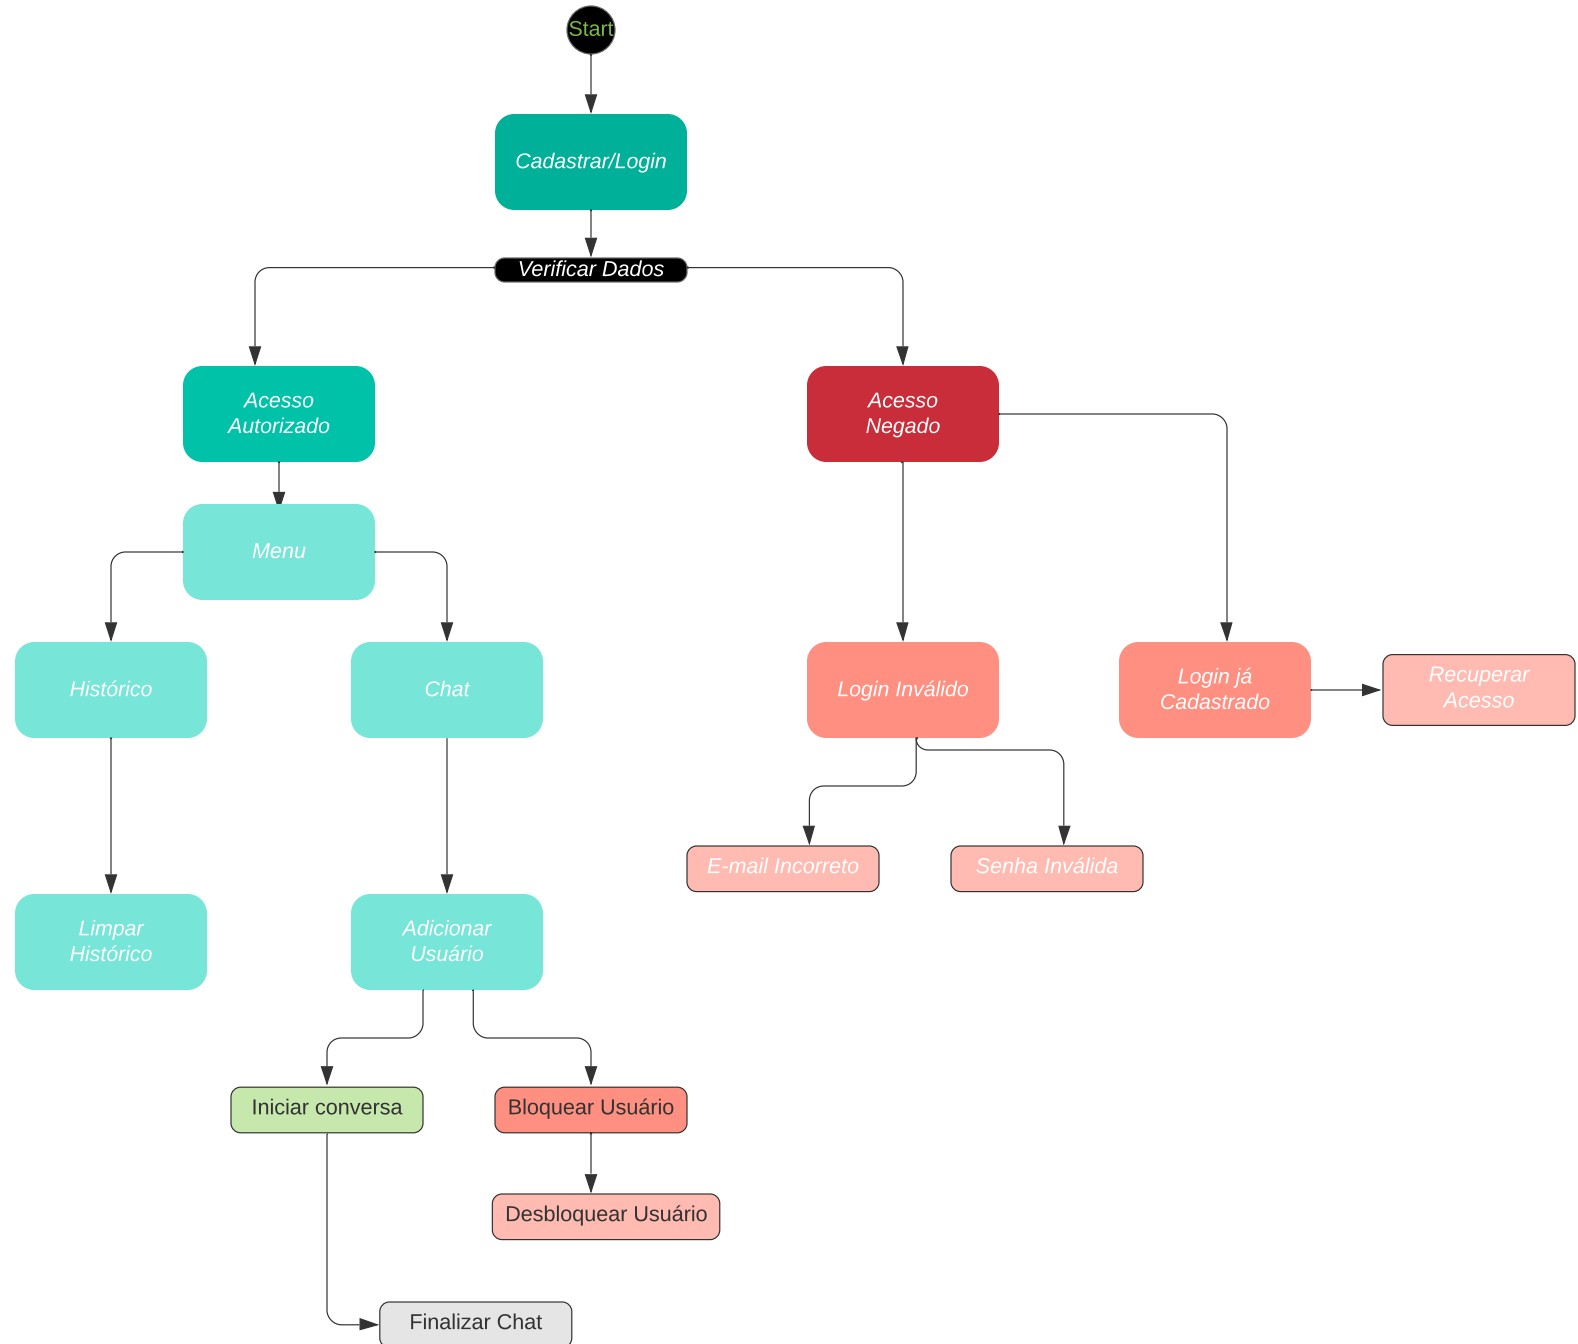 Start
Cadastrar/Login
Verificar Dados
Acesso
Autorizado
Acesso
Negado
Menu
Histórico
Chat
Login Inválido
Login já
Cadastrado
Recuperar
Acesso
E-mail Incorreto
Senha Inválida
Limpar
Histórico
Adicionar
Usuário
Iniciar conversa
Bloquear Usuário
Desbloquear Usuário
Finalizar Chat